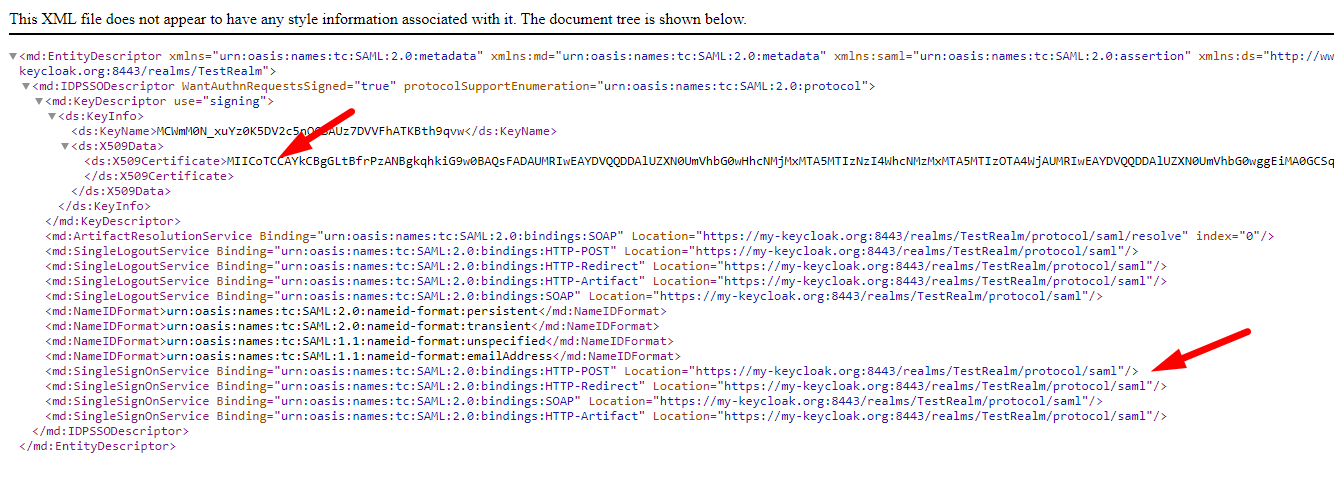 This XML file does not appear to have any style information associated with it. The document tree is shown below.
<md:EntityDescriptor xmlns="urn:oasis:names:tc:SAML:2.0:metadata" xmlns:md="urn:oasis:names:tc:SAML:2.0:metadata" xmlns:saml="urn:oasis:names:tc:SAML:2.0:assertion" xmlns:ds="http://ww
keycloak.org:8443/realms/TestRealm">
<md:IDPSSODescriptor WantAuthnRequestsSigned="true" protocolSupportEnumeration="urn:oasis:names:tc:SAML:2.0:protocol">
<md:KeyDescriptor use="signing">
<ds:KeyInfo>
<ds:KeyName></ds:KeyName>
<ds:X509Data>
<ds:X509Certificate>
</ds:X509Certificate>
</ds:X509Data>
</ds:KeyInfo>
</md:KeyDescriptor>
<md:ArtifactResolutionService Binding="urn:oasis:names:tc:SAML:2.0:bindings:SOAP" Location="https://my-keycloak.org:8443/realms/TestRealm/protocol/saml/resolve" index="0"/>
<md:SingleLogoutService Binding="urn:oasis:names:tc:SAML:2.0:bindings:HTTP-POST" Location="https://my-keycloak.org:8443/realms/TestRealm/protocol/saml"/>
<md:SingleLogoutService Binding="urn:oasis:names:tc:SAML:2.0:bindings:HTTP-Redirect" Location="https://my-keycloak.org:8443/realms/TestRealm/protocol/saml"/>
<md:SingleLogoutService Binding="urn:oasis:names:tc:SAML:2.0:bindings:HTTP-Artifact" Location="https://my-keycloak.org:8443/realms/TestRealm/protocol/saml"/>
<md:SingleLogoutService Binding="urn:oasis:names:tc:SAML:2.0:bindings:SOAP" Location="https://my-keycloak.org:8443/realms/TestRealm/protocol/saml"/>
<md:NameIDFormat>urn:oasis:names:tc:SAML:2.0:nameid-format:persistent</md:NameIDFormat>
<md:NameIDFormat>urn:oasis:names:tc:SAML:2.0:nameid-format:transient</md:NameIDFormat>
<md:NameIDFormat>urn:oasis:names:tc:SAML:1.1:nameid-format:unspecified</md:NameIDFormat>
<md:NameIDFormat>urn:oasis:names:tc:SAML:1.1:nameid-format:emailAddress</md:NameIDFormat>
<md:SingleSignOnService Binding="urn:oasis:names:tc:SAML:2.0:bindings:HTTP-POST" Location="https://my-keycloak.org:8443/realms/TestRealm/protocol/saml"/>
<md:SingleSignOnService Binding="urn:oasis:names:tc:SAML:2.0:bindings:HTTP-Redirect" Location="https://my-keycloak.org:8443/realms/TestRealm/protocol/saml"/>
<md:SingleSignOnService Binding="urn:oasis:names:tc:SAML:2.0:bindings:SOAP" Location="https://my-keycloak.org:8443/realms/TestRealm/protocol/saml"/>
<md:SingleSignOnService Binding="urn:oasis:names:tc:SAML:2.0:bindings:HTTP-Artifact" Location="https://my-keycloak.org:8443/realms/TestRealm/protocol/saml"/>
</md:IDPSSODescriptor>
</md:EntityDescriptor>